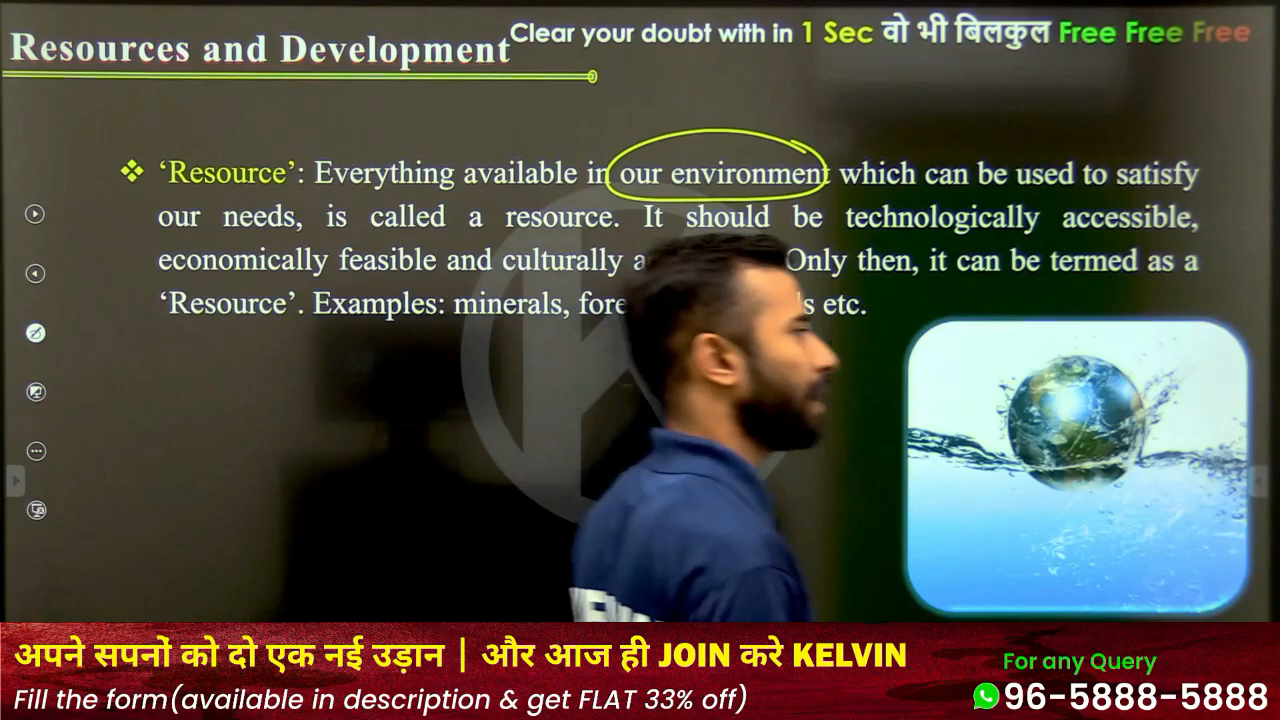 Resources and Development
Clear your doubt with in 1 Sec वो भी बिलकुल Free Free Free
❖ ‘Resource’: Everything available in our environment which can be used to satisfy
our needs, is called a resource. It should be technologically accessible,
economically feasible and culturally Only then, it can be termed as a
‘Resource’. Examples: minerals, etc.
अपने सपनों को दो एक नई उड़ान | और आज ही JOIN करे KELVIN
Fill the form(available in description & get FLAT 33% off)
For any Query
96-5888-5888